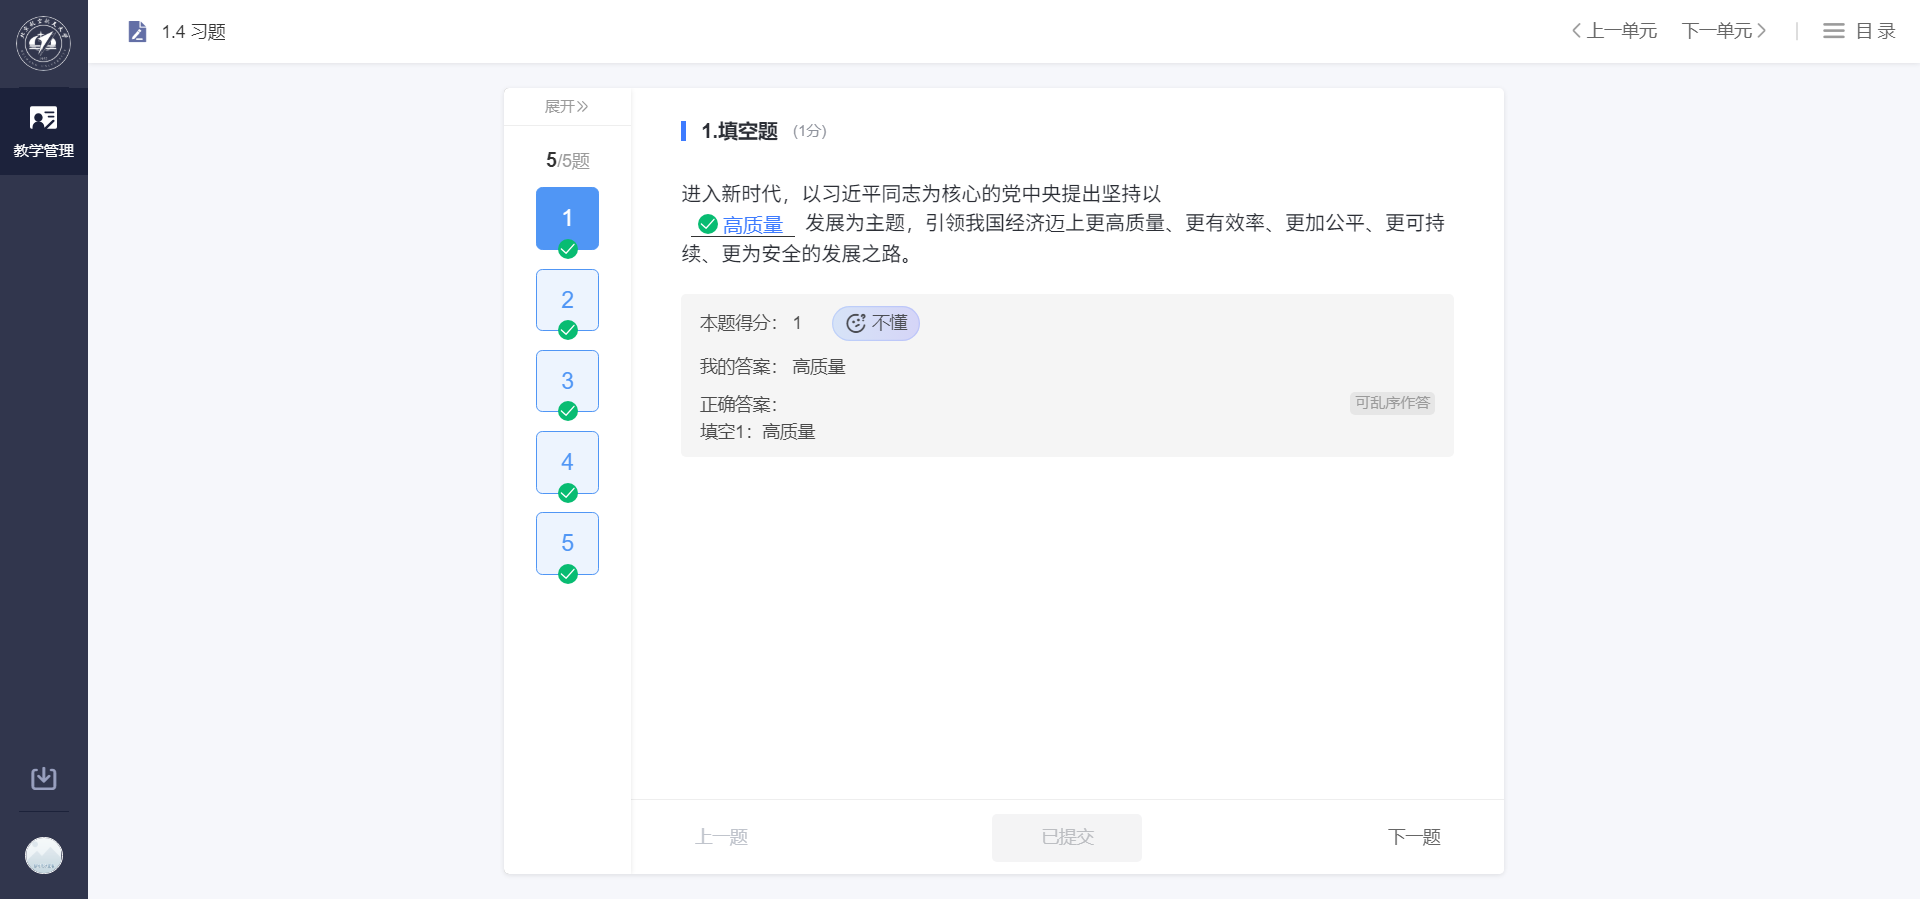 1.4 习题
上一单元 下一单元 目录
教学管理
展开
5/5题
1
2
3
4
5
1.填空题 (1分)
进入新时代，以习近平同志为核心的党中央提出坚持以
高质量 发展为主题，引领我国经济迈上更高质量、更有效率、更加公平、更可持
续、更为安全的发展之路。
本题得分： 1 不懂
我的答案： 高质量
正确答案： 可乱序作答
填空1：高质量
上一题 已提交 下一题